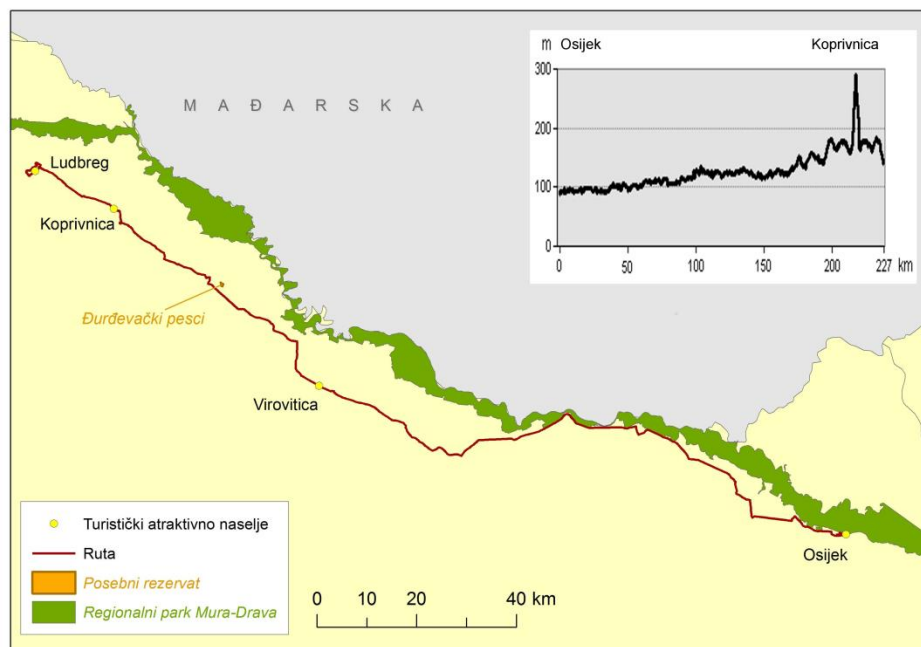 m Osijek Koprivnica
300
200
100
0
0 50 100 150 200 227 km
MAĐARSKA
Ludbreg
Koprivnica
Đurđevački pesci
Virovitica
Osijek
Turistički atraktivno naselje
Ruta
Posebni rezervat
Regionalni park Mura-Drava
0 10 20 40 km